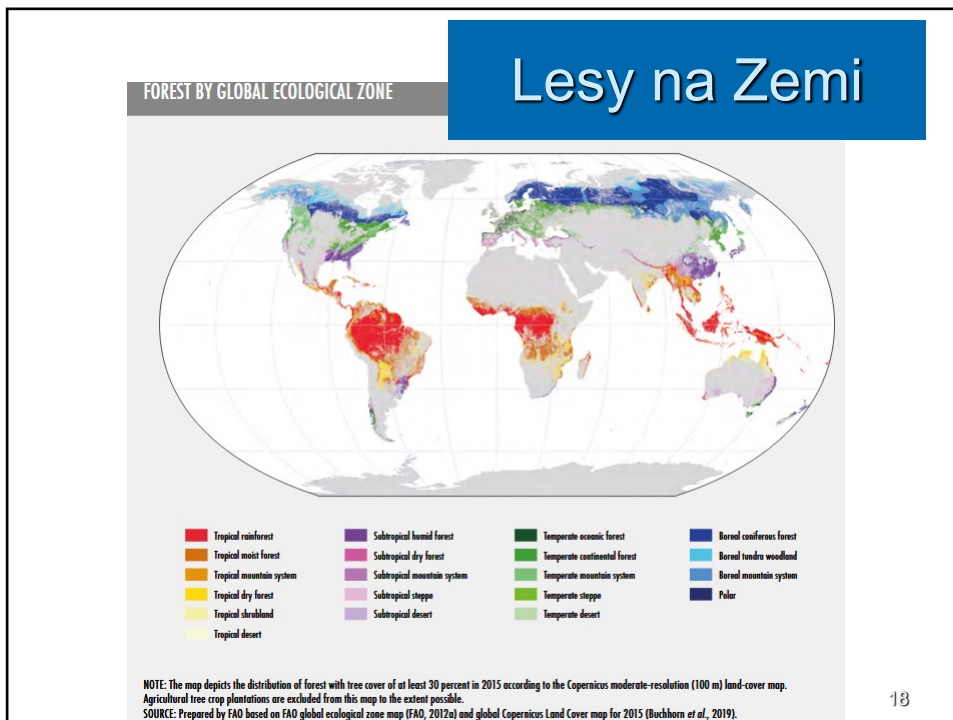 Lesy na Zemi
FOREST BY GLOBAL ECOLOGICAL ZONE
Tropical rainforest
Tropical moist forest
Tropical mountain system
Tropical dry forest
Tropical shrubland
Tropical desert
Subtropical humid forest
Subtropical dry forest
Subtropical mountain system
Subtropical steppe
Subtropical desert
Temperate oceanic forest
Temperate continental forest
Temperate mountain system
Temperate steppe
Temperate desert
Boreal coniferous forest
Boreal tundra woodland
Boreal mountain system
Polar
NOTE: The map depicts the distribution of forest with tree cover of at least 30 percent in 2015 according to the Copernicus moderate-resolution (100 m) land-cover map.
Agricultural tree crop plantations are excluded from this map to the extent possible.
SOURCE: Prepared by FAO based on FAO global ecological zone map (FAO, 2012a) and global Copernicus Land Cover map for 2015 (Buchhorn et al., 2019).
18